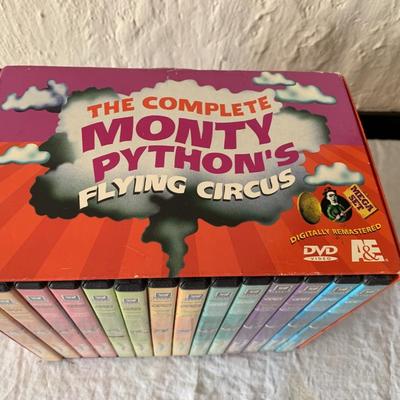 THE COMPLETE
MONTY
PYTHON'S
FLYING CIRCUS
MEGA
SET
DIGITALLY REMASTERED
DVD
VIDEO
A&E